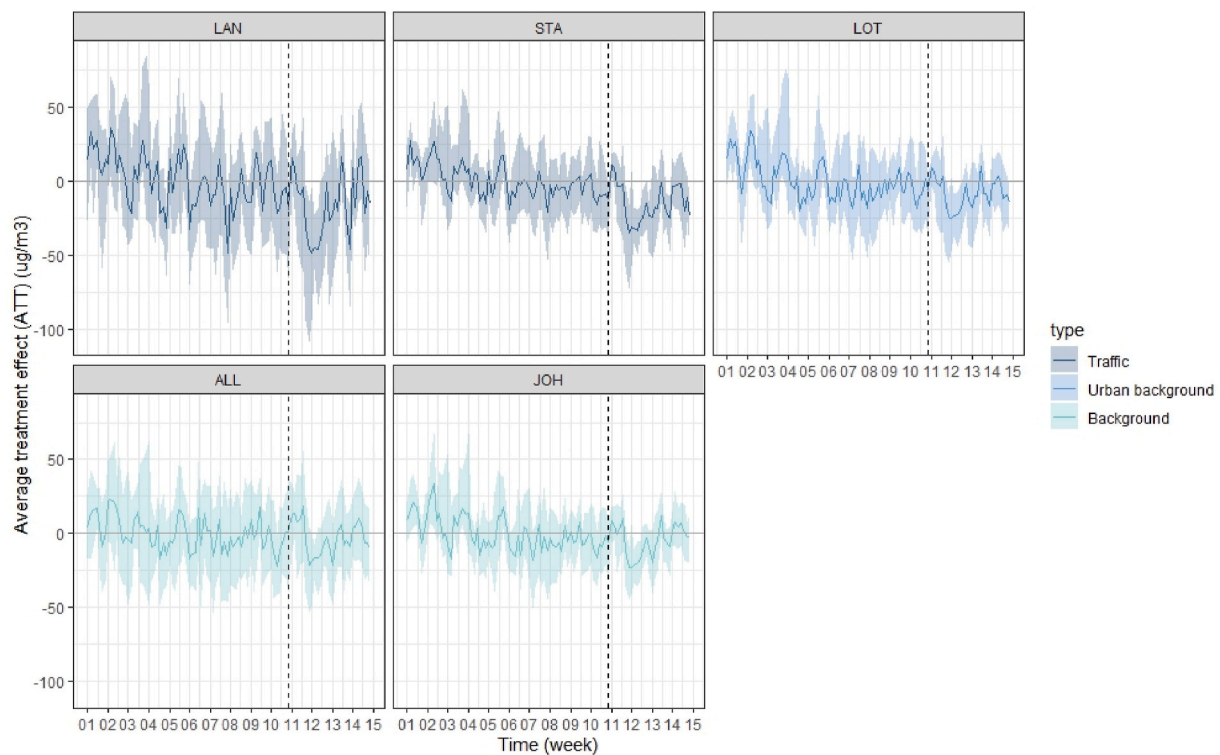 LAN STA LOT
Average treatment effect (ATT) (ug/m3)
50
0
-50
-100
01 02 03 04 05 06 07 08 09 10 11 12 13 14 15
type
Traffic
Urban background
Background
ALL JOH
50
0
-50
-100
01 02 03 04 05 06 07 08 09 10 11 12 13 14 15 01 02 03 04 05 06 07 08 09 10 11 12 13 14 15
Time (week)